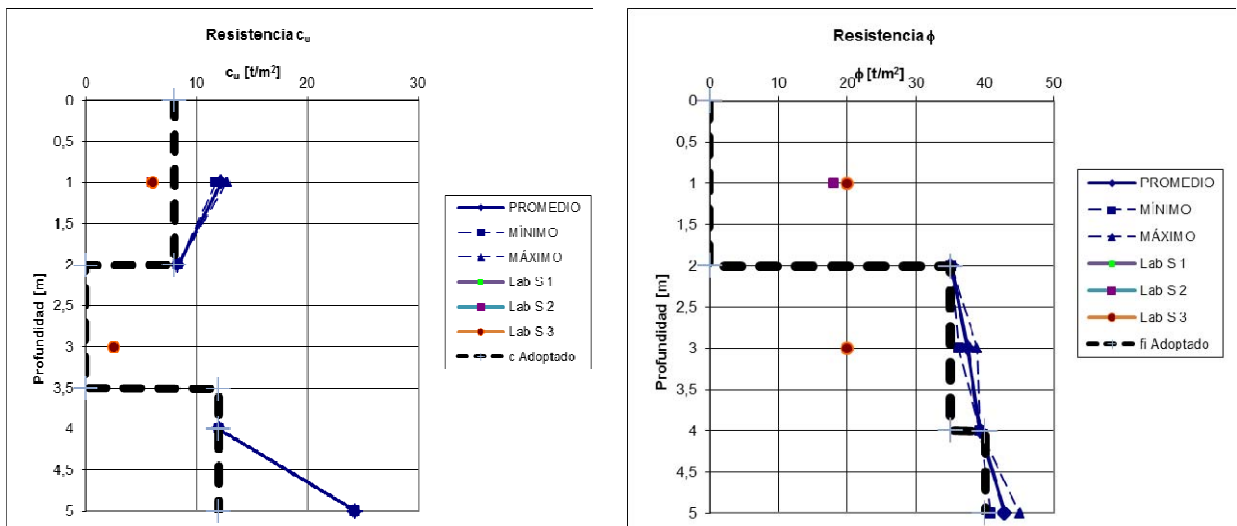 Resistencia cᵤ
cᵤ [t/m²]
0 10 20 30
0
0,5
1
1,5
2
2,5
3
3,5
4
4,5
5
Profundidad [m]
PROMEDIO
MÍNIMO
MÁXIMO
Lab S 1
Lab S 2
Lab S 3
c Adoptado
Resistencia ϕ
ϕ [t/m²]
0 10 20 30 40 50
0
0,5
1
1,5
2
2,5
3
3,5
4
4,5
5
Profundidad [m]
PROMEDIO
MÍNIMO
MÁXIMO
Lab S 1
Lab S 2
Lab S 3
fi Adoptado